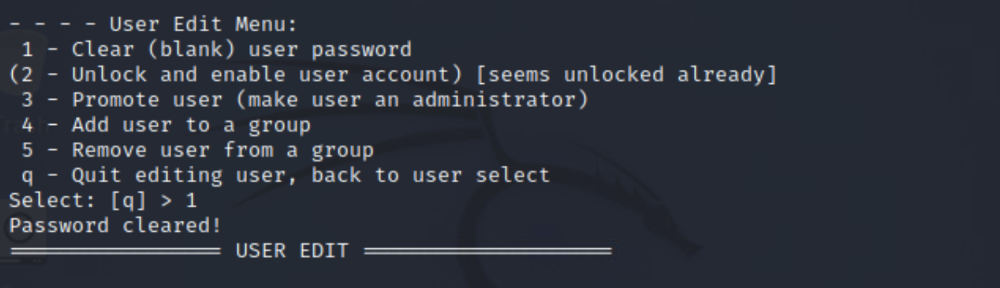 - - - - User Edit Menu:
 1 - Clear (blank) user password
(2 - Unlock and enable user account) [seems unlocked already]
 3 - Promote user (make user an administrator)
 4 - Add user to a group
 5 - Remove user from a group
 q - Quit editing user, back to user select
Select: [q] > 1
Password cleared!
================= USER EDIT ====================